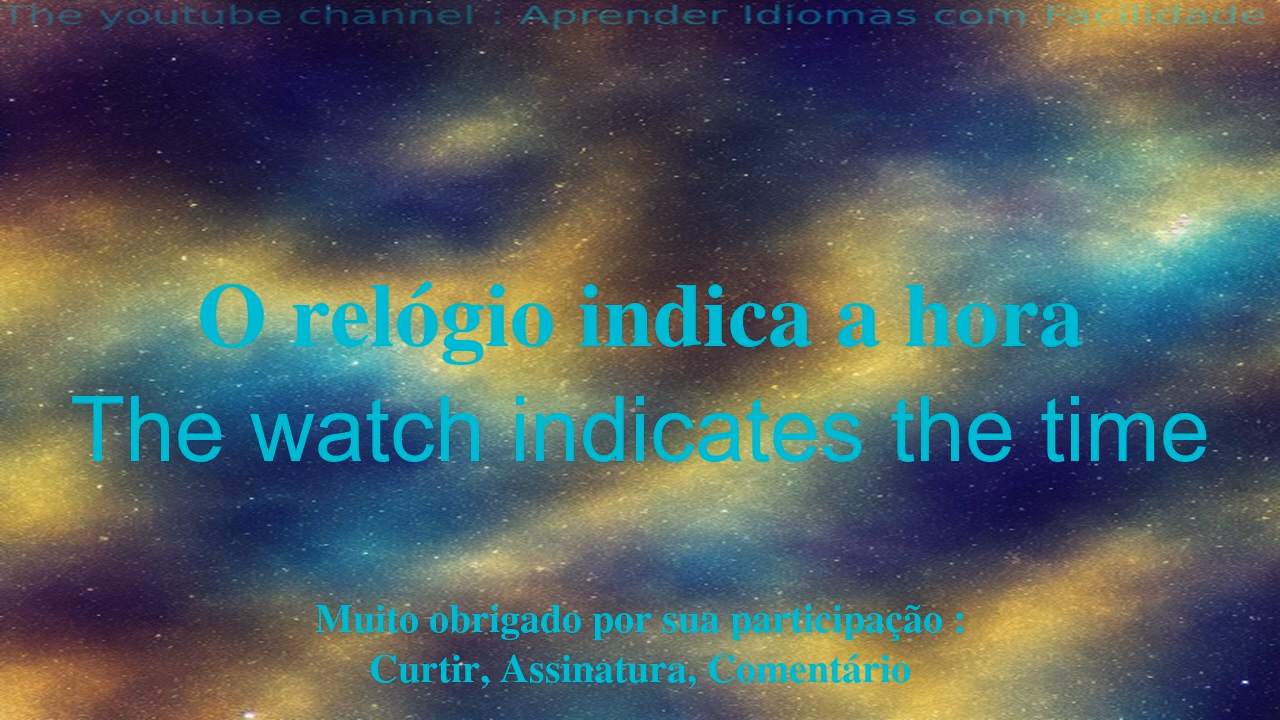 The youtube channel : Aprender Idiomas com Facilidade
O relógio indica a hora
The watch indicates the time
Muito obrigado por sua participação :
Curtir, Assinatura, Comentário